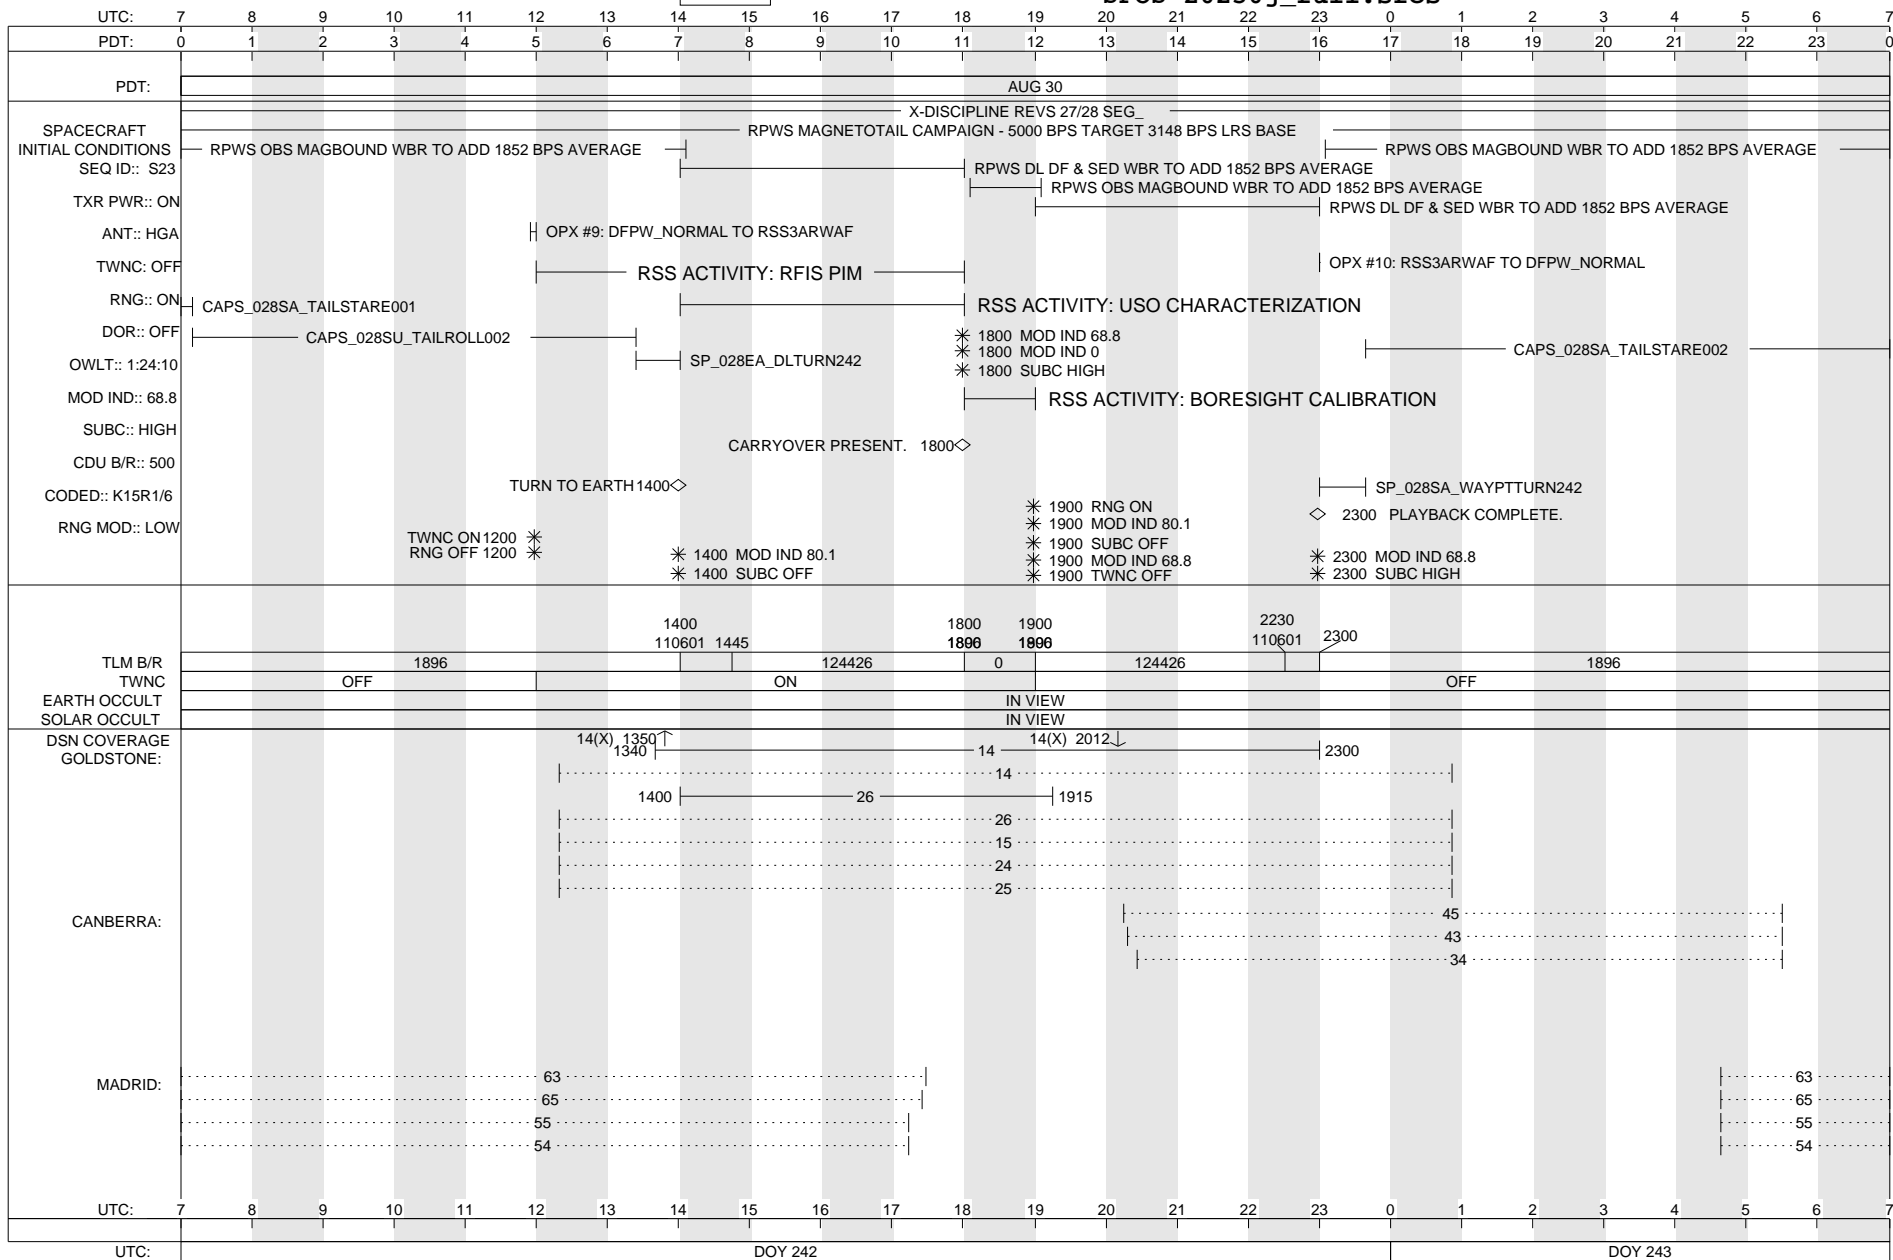 UTC: 7 8 9 10 11 12 13 14 15 16 17 18 19 20 21 22 23 0 1 2 3 4 5 6 7
PDT: 0 1 2 3 4 5 6 7 8 9 10 11 12 13 14 15 16 17 18 19 20 21 22 23 0
PDT: AUG 30
X-DISCIPLINE REVS 27/28 SEG_
SPACECRAFT RPWS MAGNETOTAIL CAMPAIGN - 5000 BPS TARGET 3148 BPS LRS BASE
INITIAL CONDITIONS RPWS OBS MAGBOUND WBR TO ADD 1852 BPS AVERAGE RPWS OBS MAGBOUND WBR TO ADD 1852 BPS AVERAGE
SEQ ID:: S23 RPWS DL DF & SED WBR TO ADD 1852 BPS AVERAGE
RPWS OBS MAGBOUND WBR TO ADD 1852 BPS AVERAGE
TXR PWR:: ON RPWS DL DF & SED WBR TO ADD 1852 BPS AVERAGE
ANT:: HGA OPX #9: DFPW_NORMAL TO RSS3ARWAF
TWNC: OFF RSS ACTIVITY: RFIS PIM OPX #10: RSS3ARWAF TO DFPW_NORMAL
RNG:: ON CAPS_028SA_TAILSTARE001 RSS ACTIVITY: USO CHARACTERIZATION
DOR:: OFF CAPS_028SU_TAILROLL002 1800 MOD IND 68.8
1800 MOD IND 0 CAPS_028SA_TAILSTARE002
OWLT:: 1:24:10 SP_028EA_DLTURN242 1800 SUBC HIGH
MOD IND:: 68.8 RSS ACTIVITY: BORESIGHT CALIBRATION
SUBC:: HIGH
CARRYOVER PRESENT. 1800
CDU B/R:: 500
TURN TO EARTH 1400 SP_028SA_WAYPTTURN242
CODED:: K15R1/6 1900 RNG ON
2300 PLAYBACK COMPLETE.
RNG MOD:: LOW 1900 MOD IND 80.1
TWNC ON 1200 1900 SUBC OFF
RNG OFF 1200 1400 MOD IND 80.1 1900 MOD IND 68.8 2300 MOD IND 68.8
1400 SUBC OFF 1900 TWNC OFF 2300 SUBC HIGH
1400 1800 1900 2230
110601 1445 110601 2300
TLM B/R 1896 124426 0 124426 1896
TWNC OFF ON OFF
EARTH OCCULT IN VIEW
SOLAR OCCULT IN VIEW
DSN COVERAGE 14(X) 1350 14(X) 2012
GOLDSTONE: 1340 14 2300
14
1400 26 1915
26
15
24
25
CANBERRA: 45
43
34
MADRID: 63 63
65 65
55 55
54 54
UTC: 7 8 9 10 11 12 13 14 15 16 17 18 19 20 21 22 23 0 1 2 3 4 5 6 7
UTC: DOY 242 DOY 243